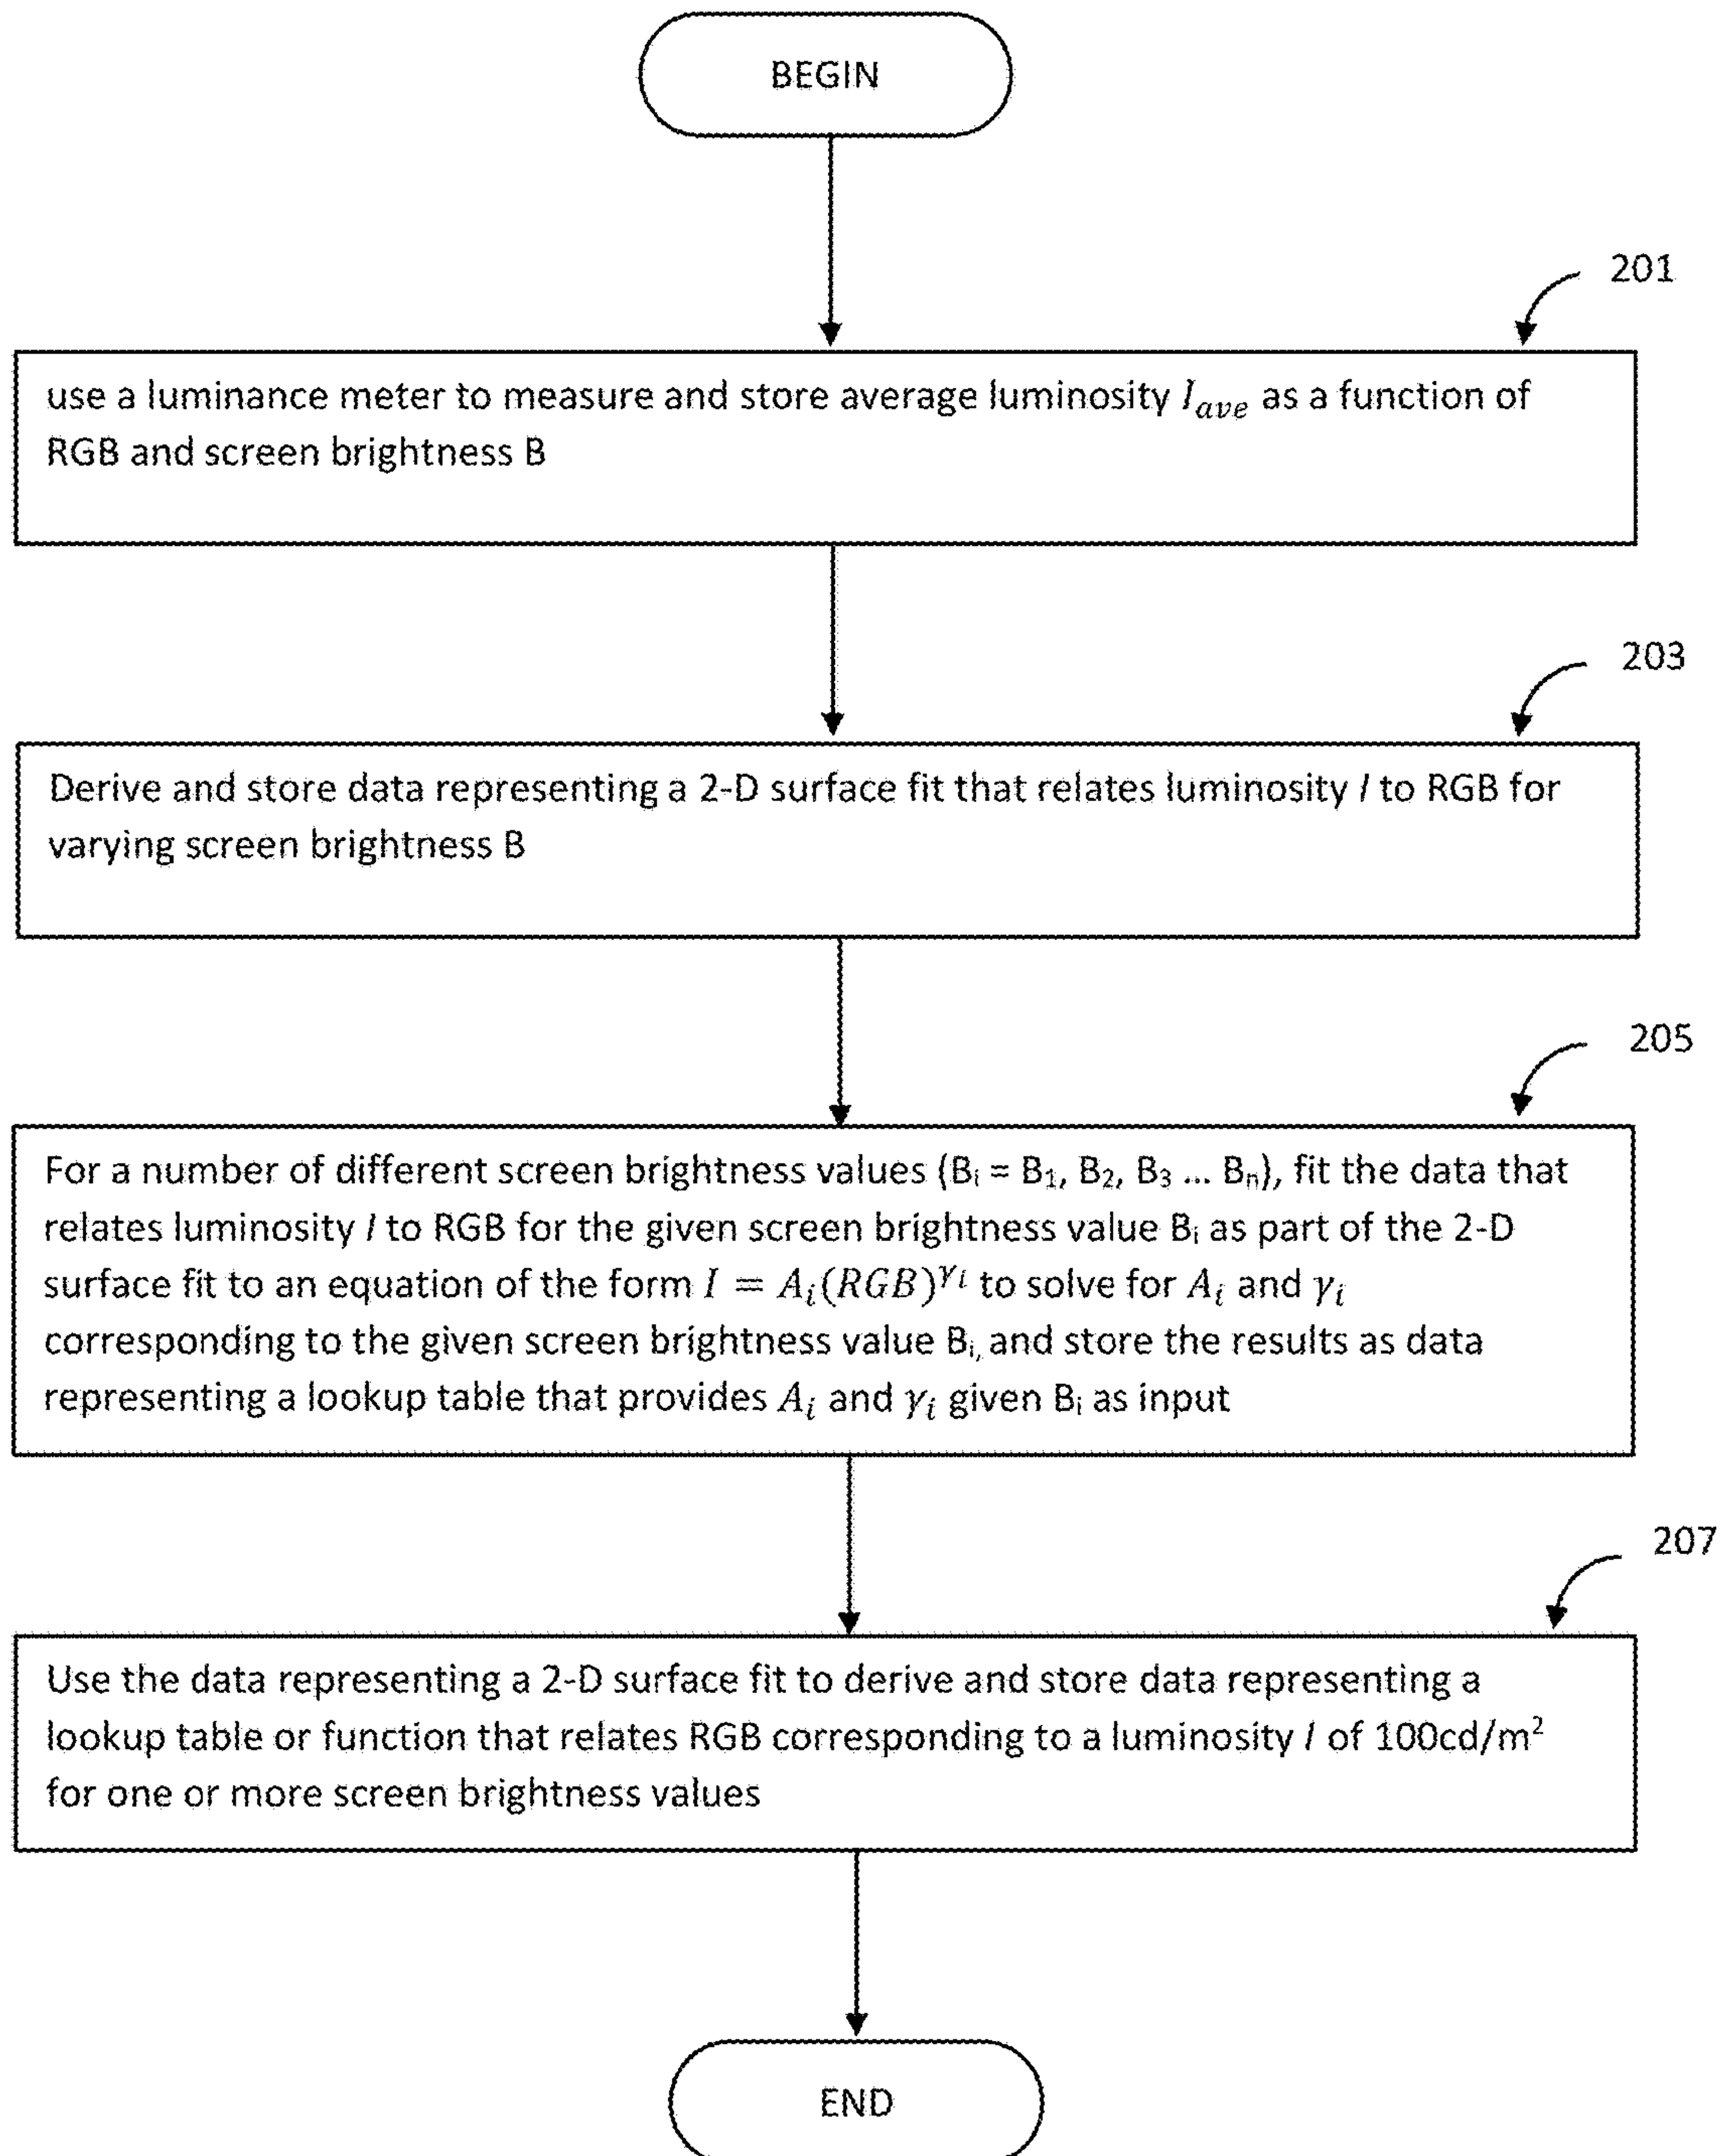 BEGIN
201
use a luminance meter to measure and store average luminosity I_ave as a function of
RGB and screen brightness B
203
Derive and store data representing a 2-D surface fit that relates luminosity I to RGB for
varying screen brightness B
205
For a number of different screen brightness values (Bᵢ = B₁, B₂, B₃ ... Bₙ), fit the data that
relates luminosity I to RGB for the given screen brightness value Bᵢ as part of the 2-D
surface fit to an equation of the form I = Aᵢ(RGB)^γᵢ to solve for Aᵢ and γᵢ
corresponding to the given screen brightness value Bᵢ, and store the results as data
representing a lookup table that provides Aᵢ and γᵢ given Bᵢ as input
207
Use the data representing a 2-D surface fit to derive and store data representing a
lookup table or function that relates RGB corresponding to a luminosity I of 100cd/m²
for one or more screen brightness values
END